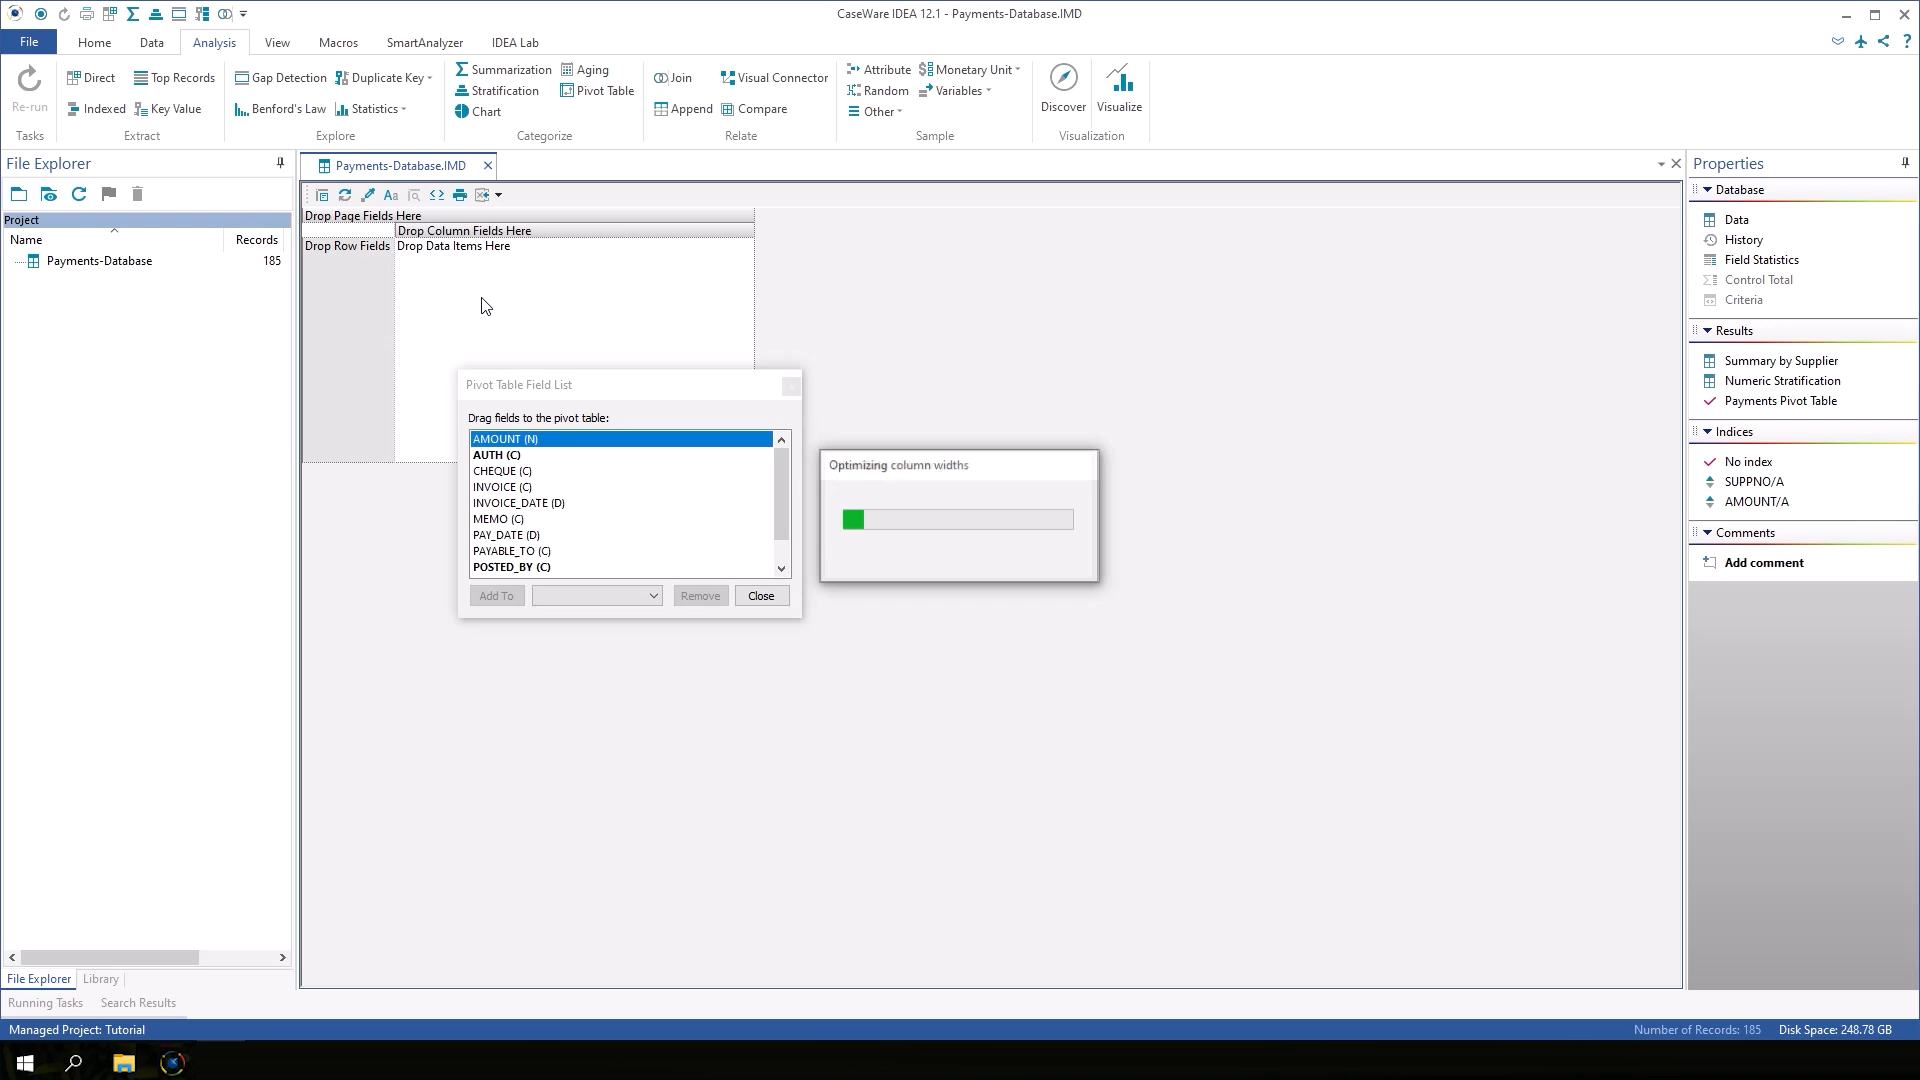 CaseWare IDEA 12.1 - Payments-Database.IMD
File Home Data Analysis View Macros SmartAnalyzer IDEA Lab
Re-run
Tasks
Direct Top Records
Indexed Key Value
Extract
Gap Detection Duplicate Key
Benford's Law Statistics
Explore
Summarization Aging
Stratification Pivot Table
Chart
Categorize
Join Visual Connector
Append Compare
Relate
Attribute Monetary Unit
Random Variables
Other
Sample
Discover Visualize
Visualization
File Explorer
Project
Name Records
Payments-Database 185
File Explorer Library
Running Tasks Search Results
Payments-Database.IMD
Aa
Drop Page Fields Here
Drop Column Fields Here
Drop Row Fields Drop Data Items Here
Pivot Table Field List
Drag fields to the pivot table:
AMOUNT (N)
AUTH (C)
CHEQUE (C)
INVOICE (C)
INVOICE_DATE (D)
MEMO (C)
PAY_DATE (D)
PAYABLE_TO (C)
POSTED_BY (C)
Add To Remove Close
Optimizing column widths
Properties
Database
Data
History
Field Statistics
Control Total
Criteria
Results
Summary by Supplier
Numeric Stratification
Payments Pivot Table
Indices
No index
SUPPNO/A
AMOUNT/A
Comments
Add comment
Managed Project: Tutorial Number of Records: 185 Disk Space: 248.78 GB